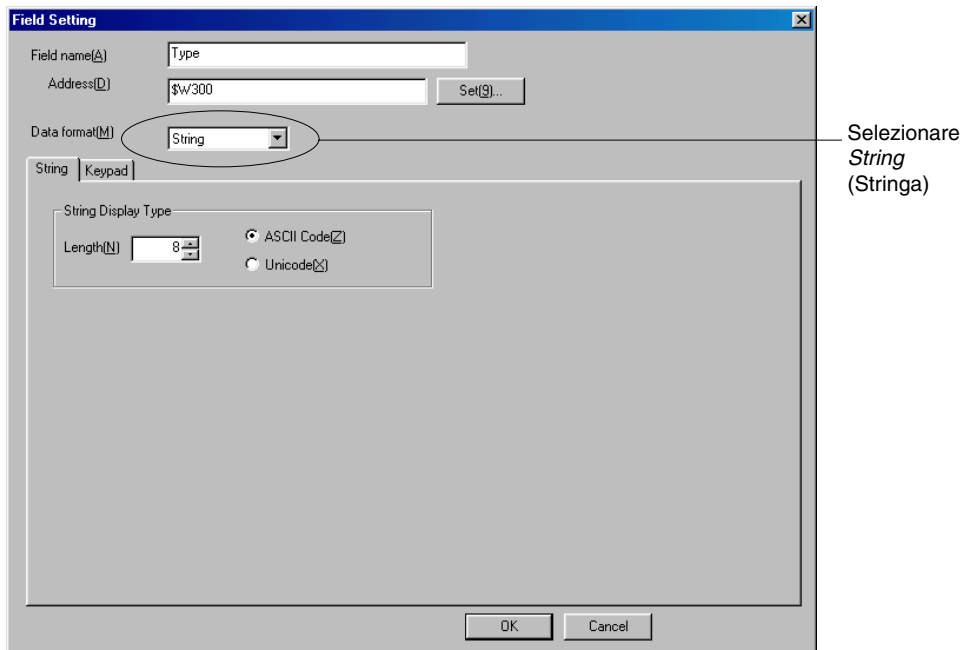 Field Setting
Field name(A) Type
Address(D) $W300 Set(9)...
Data format(M) String
Selezionare
String
(Stringa)
String Keypad
String Display Type
Length(N) 8 ASCII Code(Z)
Unicode(X)
OK Cancel